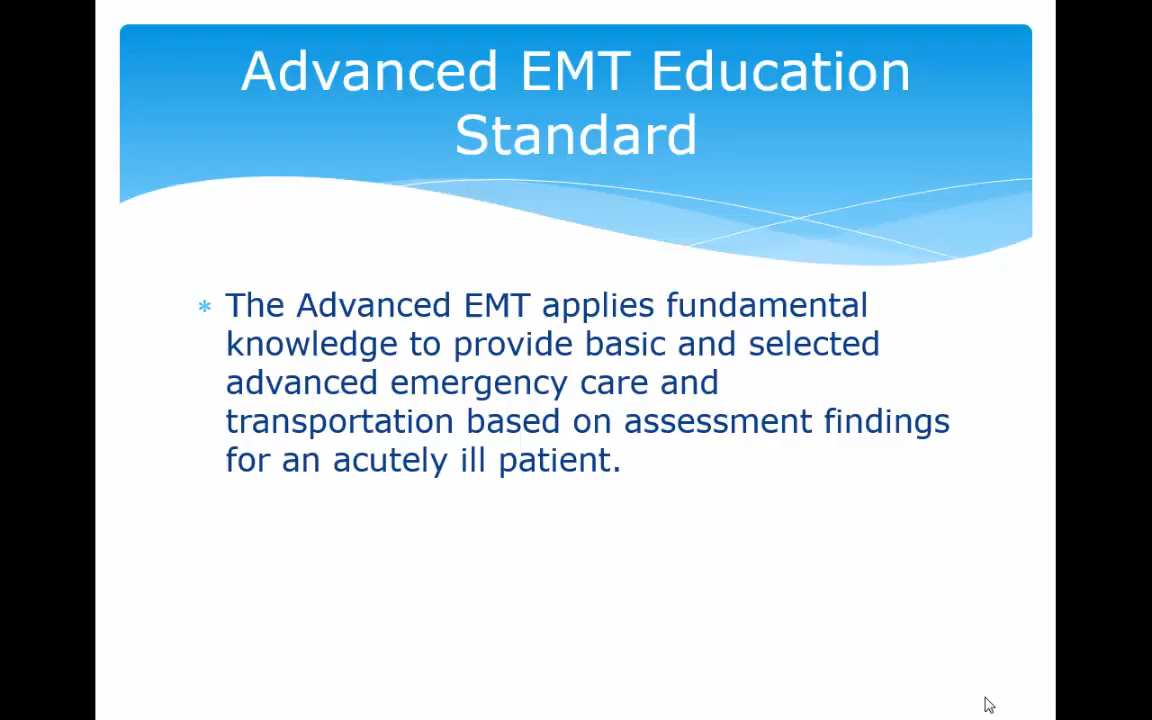 Advanced EMT Education
Standard
* The Advanced EMT applies fundamental
knowledge to provide basic and selected
advanced emergency care and
transportation based on assessment findings
for an acutely ill patient.